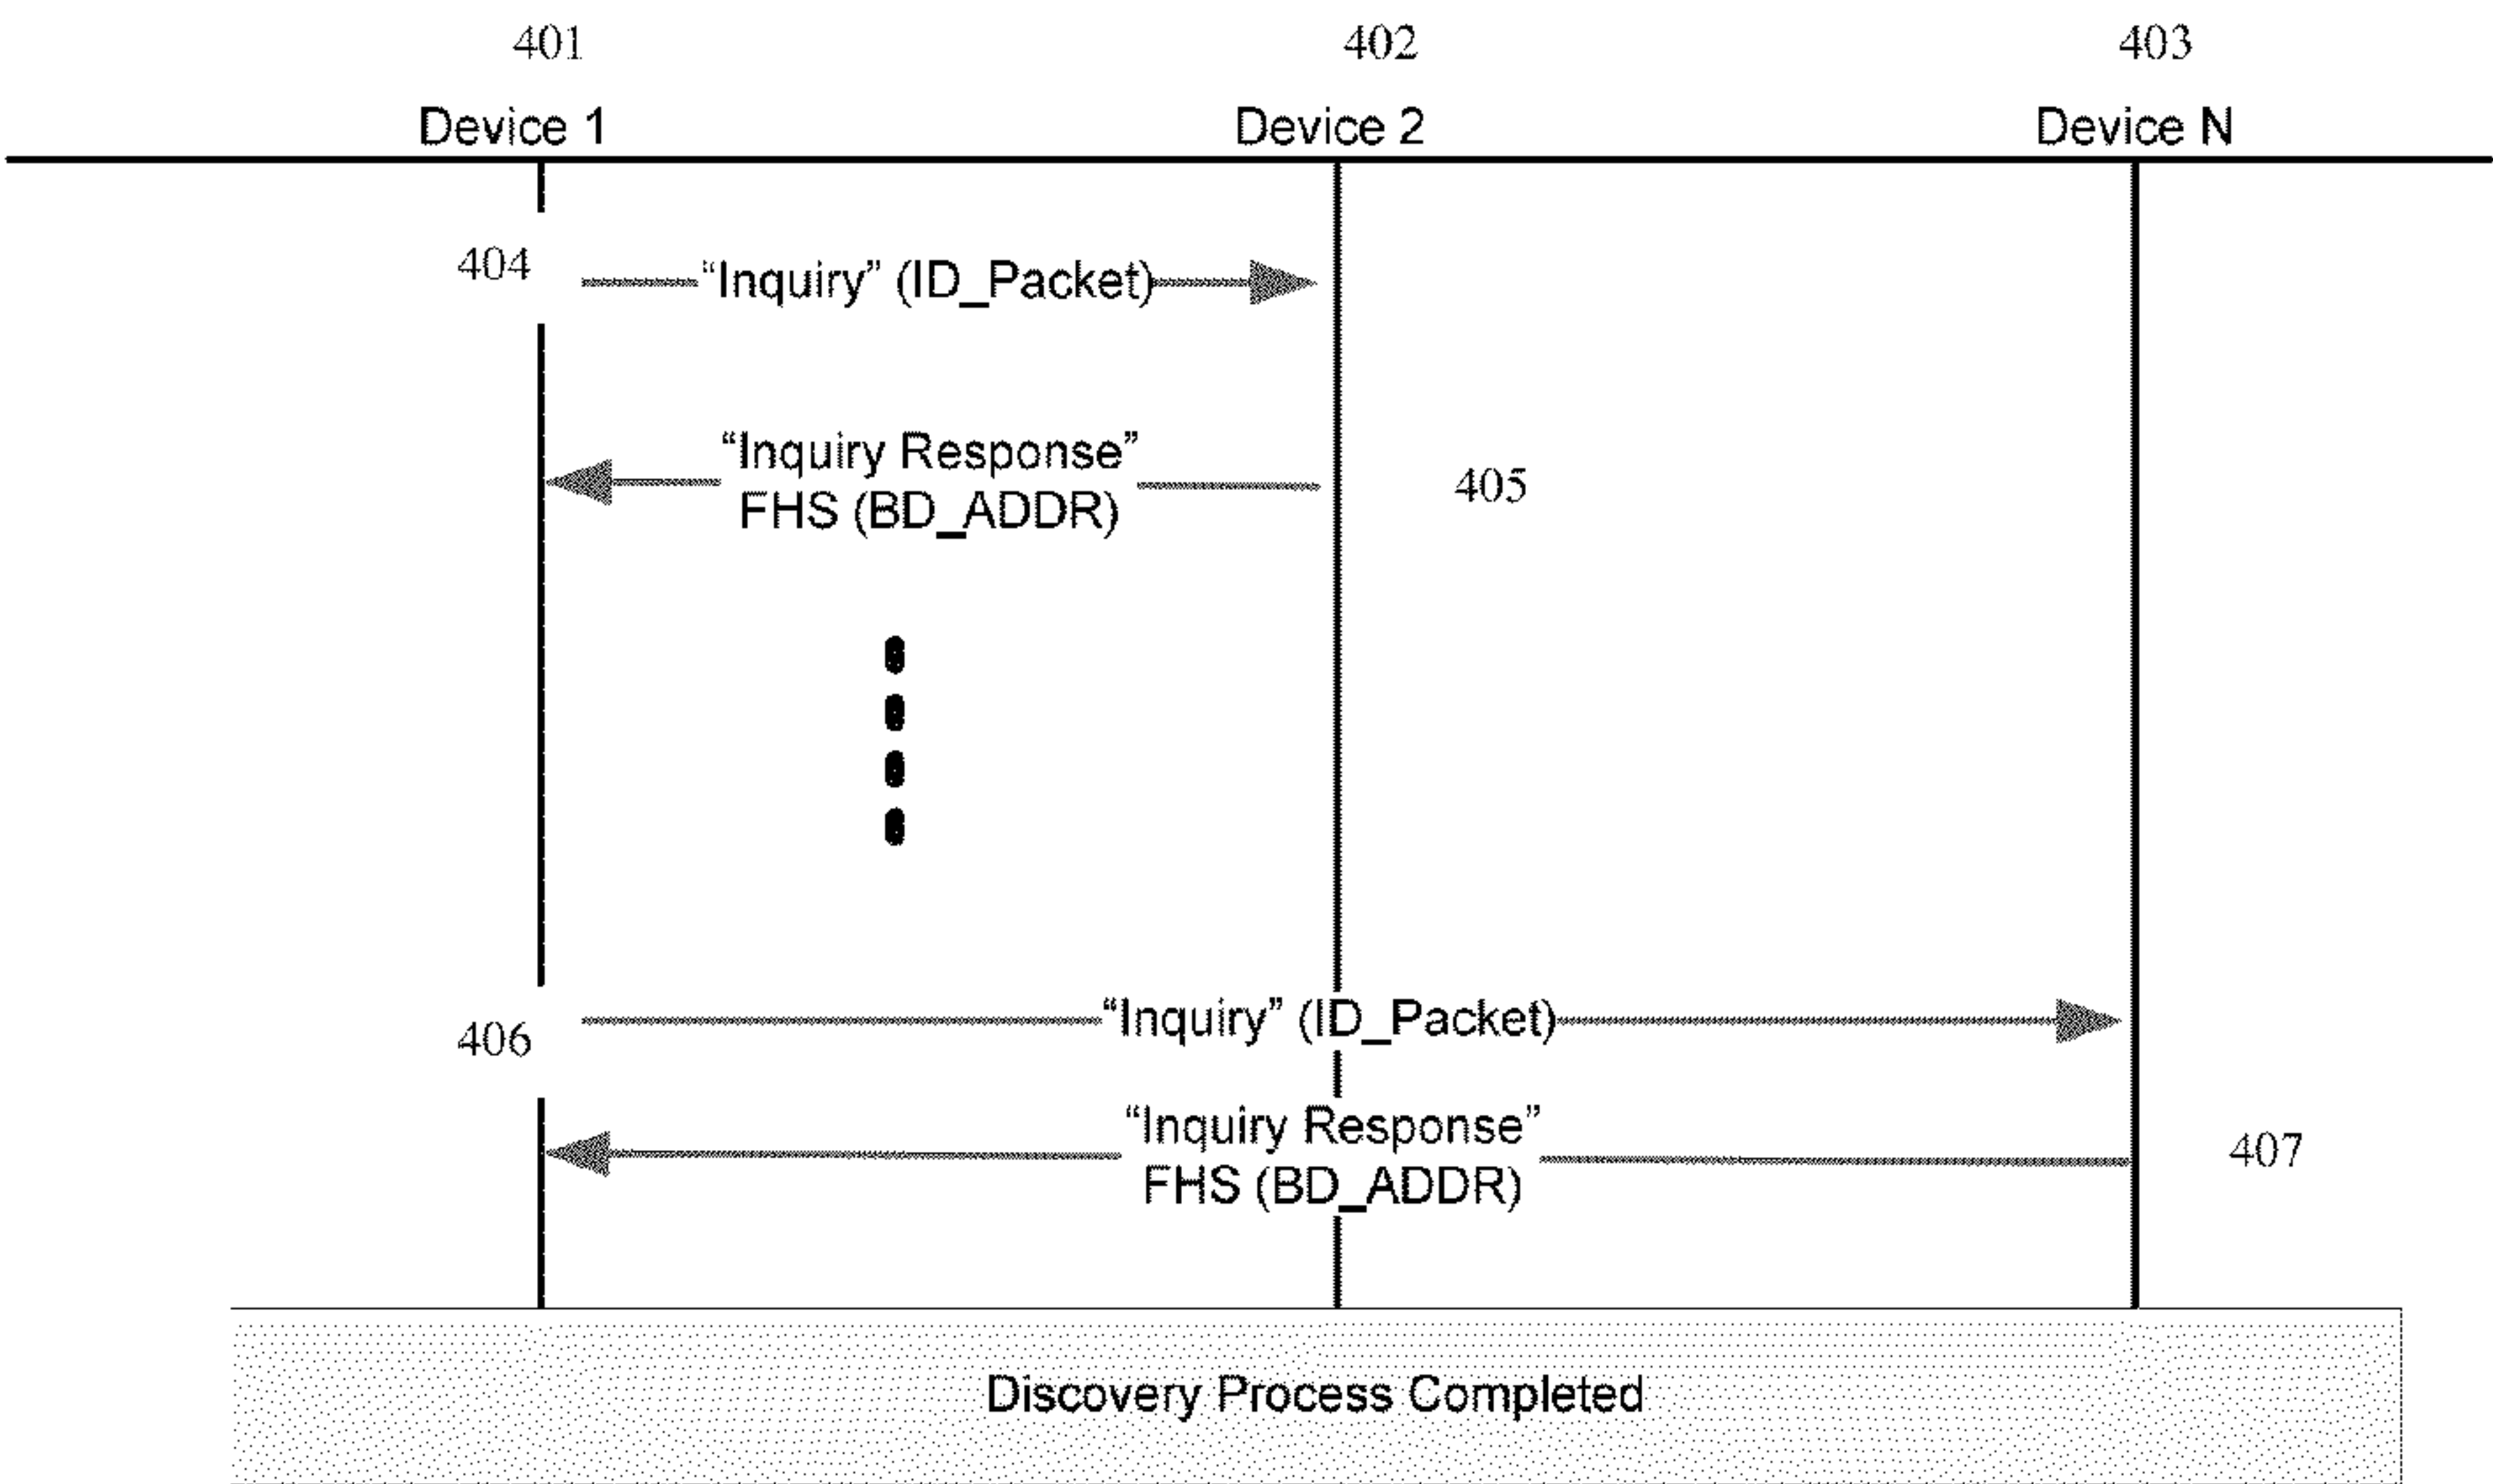 401 402 403
Device 1 Device 2 Device N
404
“Inquiry” (ID_Packet)
“Inquiry Response”
FHS (BD_ADDR)
405
“Inquiry” (ID_Packet)
406
“Inquiry Response”
FHS (BD_ADDR)
407
Discovery Process Completed